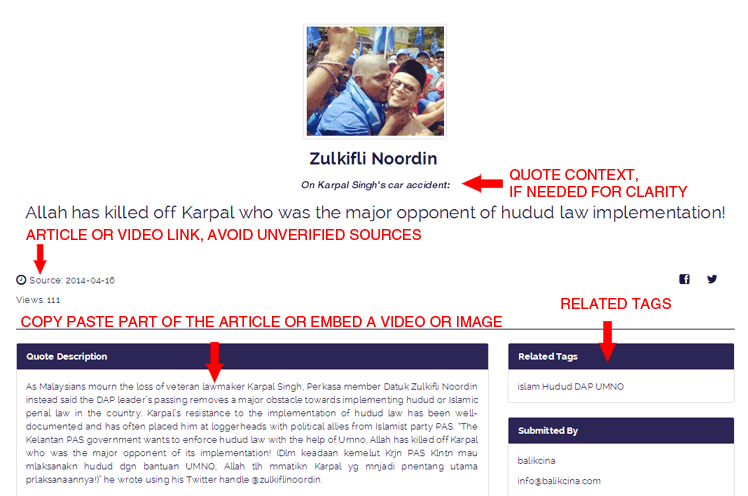 Zulkifli Noordin
On Karpal Singh's car accident:
QUOTE CONTEXT,
IF NEEDED FOR CLARITY
Allah has killed off Karpal who was the major opponent of hudud law implementation!
ARTICLE OR VIDEO LINK, AVOID UNVERIFIED SOURCES
Source: 2014-04-16
Views: 111
RELATED TAGS
COPY PASTE PART OF THE ARTICLE OR EMBED A VIDEO OR IMAGE
Quote Description
As Malaysians mourn the loss of veteran lawmaker Karpal Singh, Perkasa member Datuk Zulkifli Noordin
instead said the DAP leader's passing removes a major obstacle towards implementing hudud or Islamic
penal law in the country. Karpal's resistance to the implementation of hudud law has been well-
documented and has often placed him at loggerheads with political allies from Islamist party PAS. "The
Kelantan PAS government wants to enforce hudud law with the help of Umno. Allah has killed off Karpal
who was the major opponent of its implementation! (Dlm keadaan kemelut Krjn PAS Klntn mau
mlaksanakn hudud dgn bantuan UMNO, Allah tlh mmatikn Karpal yg mnjadi pnentang utama
prlaksanaannya!)" he wrote using his Twitter handle @zulkiflinoordin.
Related Tags
islam Hudud DAP UMNO
Submitted By
balikcina
info@balikcina.com